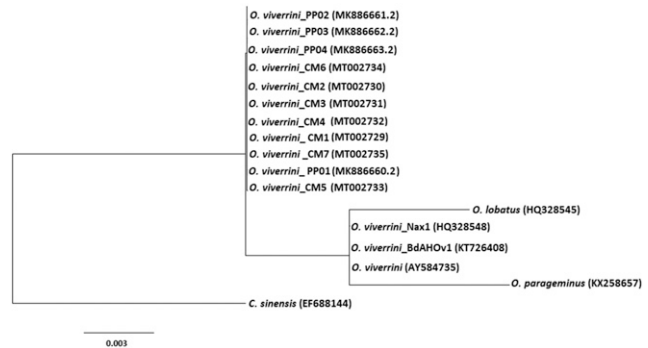 O. viverrini_PP02 (MK886661.2)
O. viverrini_PP03 (MK886662.2)
O. viverrini_PP04 (MK886663.2)
O. viverrini_CM6 (MT002734)
O. viverrini_CM2 (MT002730)
O. viverrini_CM3 (MT002731)
O. viverrini_CM4 (MT002732)
O. viverrini_ CM1 (MT002729)
O. viverrini _CM7 (MT002735)
O. viverrini_ PP01 (MK886660.2)
O. viverrini_CM5 (MT002733)
O. lobatus (HQ328545)
O. viverrini_Nax1 (HQ328548)
O. viverrini_BdAHOv1 (KT726408)
O. viverrini (AY584735)
O. parageminus (KX258657)
C. sinensis (EF688144)
0.003